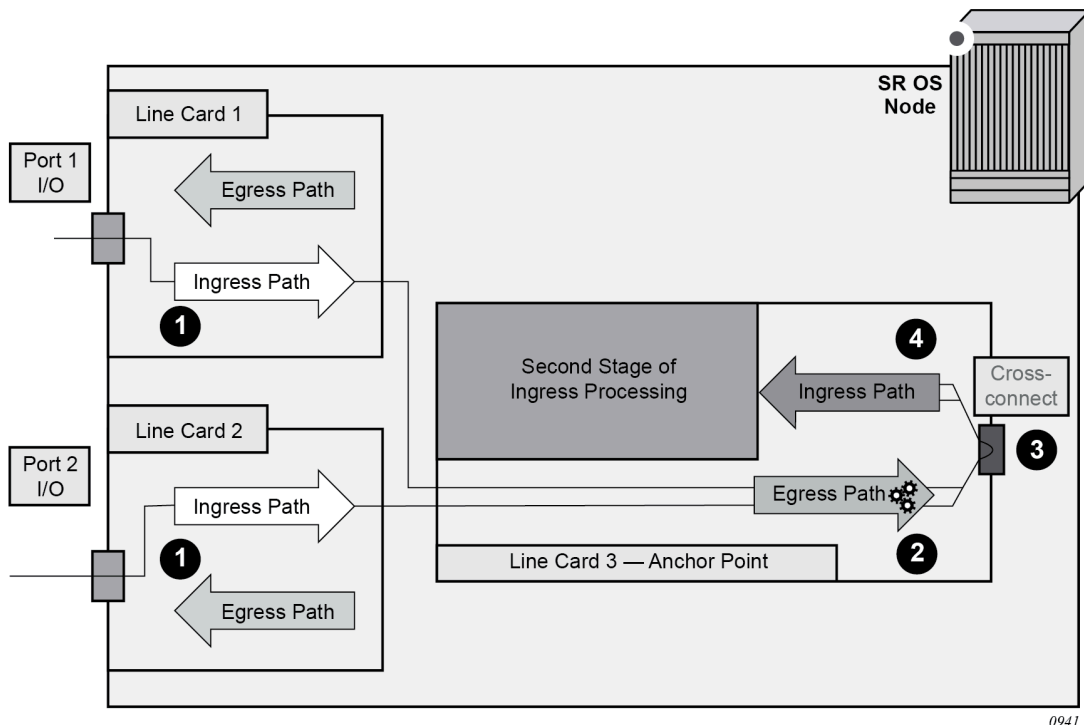 SR OS
Node
Line Card 1
Port 1
I/O
Egress Path
Ingress Path
1
Second Stage of
Ingress Processing
4
Ingress Path
Cross-
connect
3
Line Card 2
Port 2
I/O
Ingress Path
1
Egress Path
Egress Path
2
Line Card 3 — Anchor Point
0941